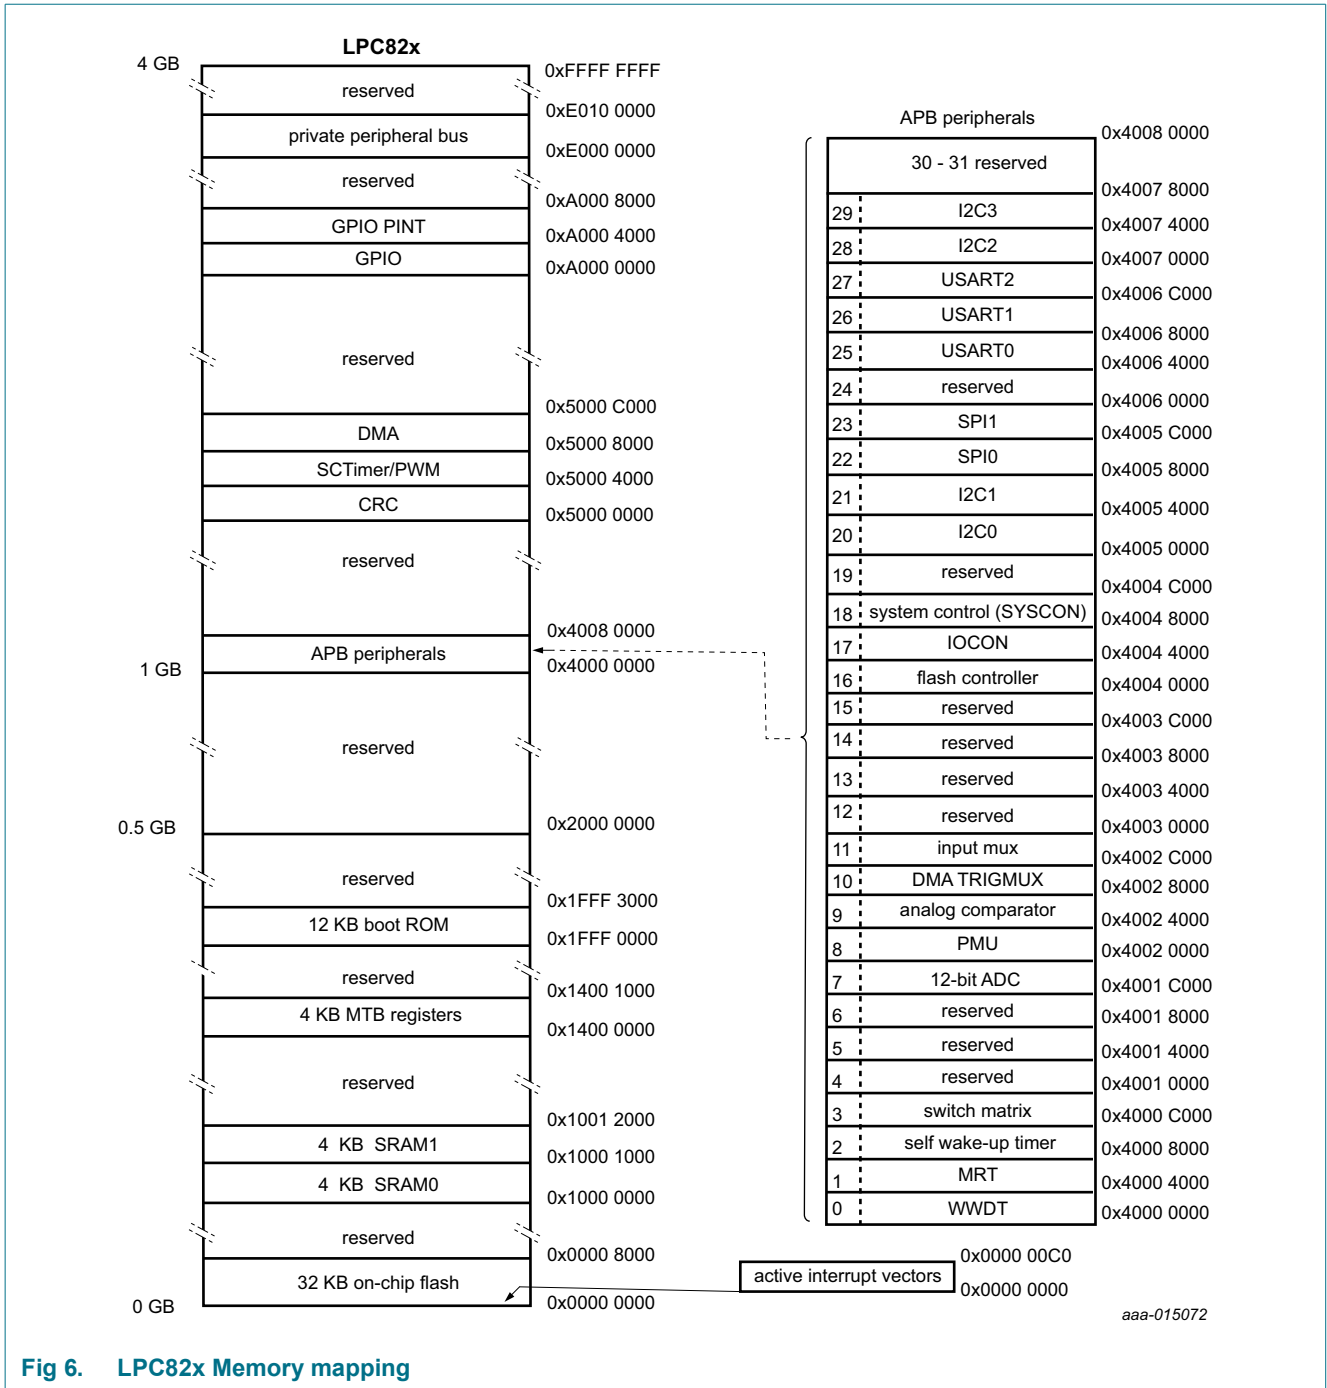 LPC82x
4 GB
0xFFFF FFFF
reserved
0xE010 0000
private peripheral bus
0xE000 0000
reserved
0xA000 8000
GPIO PINT
0xA000 4000
GPIO
0xA000 0000
reserved
0x5000 C000
DMA
0x5000 8000
SCTimer/PWM
0x5000 4000
CRC
0x5000 0000
reserved
0x4008 0000
APB peripherals
1 GB
0x4000 0000
reserved
0.5 GB
0x2000 0000
reserved
0x1FFF 3000
12 KB boot ROM
0x1FFF 0000
reserved
0x1400 1000
4 KB MTB registers
0x1400 0000
reserved
0x1001 2000
4 KB SRAM1
0x1000 1000
4 KB SRAM0
0x1000 0000
reserved
0x0000 8000
32 KB on-chip flash
0 GB
0x0000 0000
APB peripherals
0x4008 0000
30 - 31 reserved
0x4007 8000
29 I2C3
0x4007 4000
28 I2C2
0x4007 0000
27 USART2
0x4006 C000
26 USART1
0x4006 8000
25 USART0
0x4006 4000
24 reserved
0x4006 0000
23 SPI1
0x4005 C000
22 SPI0
0x4005 8000
21 I2C1
0x4005 4000
20 I2C0
0x4005 0000
19 reserved
0x4004 C000
18 system control (SYSCON)
0x4004 8000
17 IOCON
0x4004 4000
16 flash controller
0x4004 0000
15 reserved
0x4003 C000
14 reserved
0x4003 8000
13 reserved
0x4003 4000
12 reserved
0x4003 0000
11 input mux
0x4002 C000
10 DMA TRIGMUX
0x4002 8000
9 analog comparator
0x4002 4000
8 PMU
0x4002 0000
7 12-bit ADC
0x4001 C000
6 reserved
0x4001 8000
5 reserved
0x4001 4000
4 reserved
0x4001 0000
3 switch matrix
0x4000 C000
2 self wake-up timer
0x4000 8000
1 MRT
0x4000 4000
0 WWDT
0x4000 0000
0x0000 00C0
active interrupt vectors
0x0000 0000
aaa-015072
Fig 6. LPC82x Memory mapping